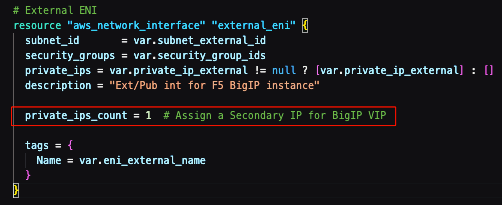 # External ENI
resource "aws_network_interface" "external_eni" {
subnet_id = var.subnet_external_id
security_groups = var.security_group_ids
private_ips = var.private_ip_external != null ? [var.private_ip_external] : []
description = "Ext/Pub int for F5 BigIP instance"
private_ips_count = 1 # Assign a Secondary IP for BigIP VIP
tags = {
Name = var.eni_external_name
}
}